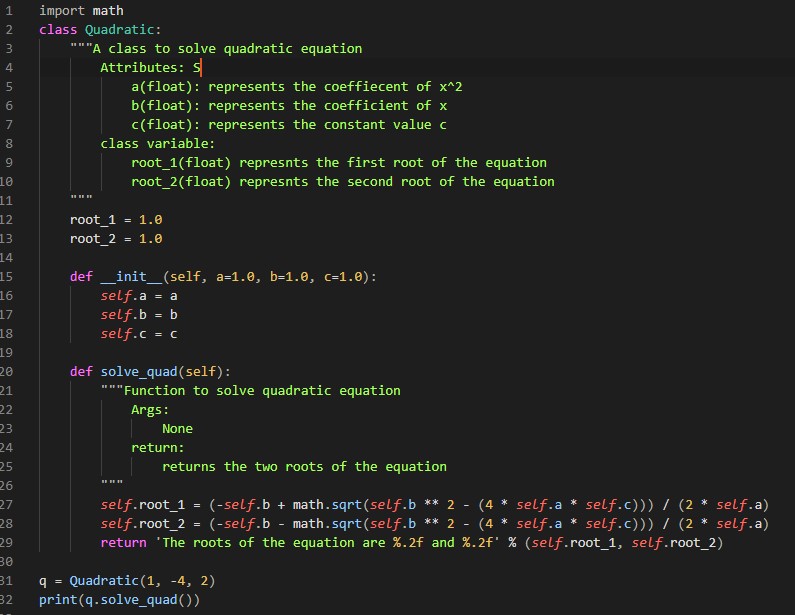 1 import math
2 class Quadratic:
3     """A class to solve quadratic equation
4         Attributes: S
5             a(float): represents the coeffiecent of x^2
6             b(float): represents the coefficient of x
7             c(float): represents the constant value c
8         class variable:
9             root_1(float) represnts the first root of the equation
10             root_2(float) represnts the second root of the equation
11     """
12     root_1 = 1.0
13     root_2 = 1.0
14
15     def __init__(self, a=1.0, b=1.0, c=1.0):
16         self.a = a
17         self.b = b
18         self.c = c
19
20     def solve_quad(self):
21         """Function to solve quadratic equation
22             Args:
23                 None
24             return:
25                 returns the two roots of the equation
26         """
27         self.root_1 = (-self.b + math.sqrt(self.b ** 2 - (4 * self.a * self.c))) / (2 * self.a)
28         self.root_2 = (-self.b - math.sqrt(self.b ** 2 - (4 * self.a * self.c))) / (2 * self.a)
29         return 'The roots of the equation are %.2f and %.2f' % (self.root_1, self.root_2)
30
31 q = Quadratic(1, -4, 2)
32 print(q.solve_quad())